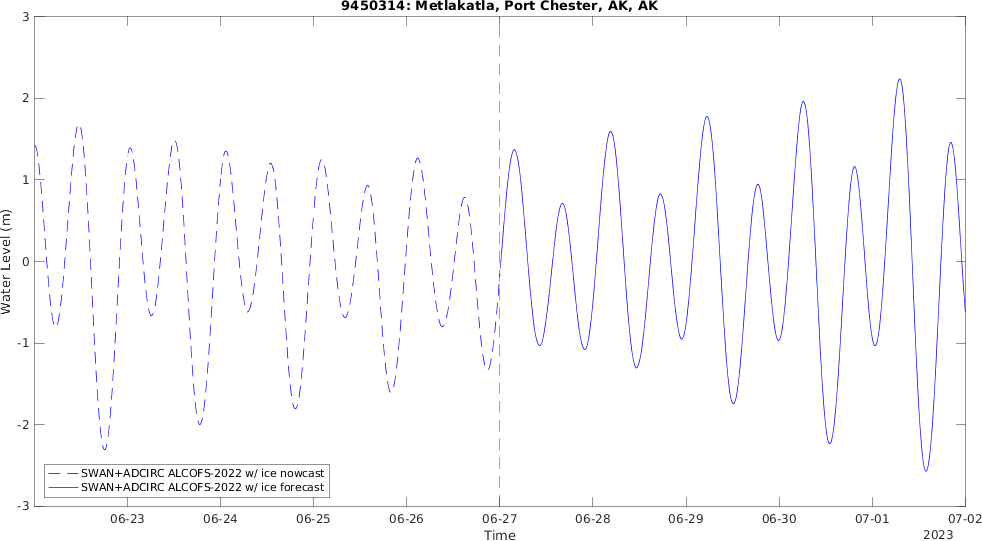 9450314: Metlakatla, Port Chester, AK, AK
3
2
1
0
-1
-2
-3
Water Level (m)
SWAN+ADCIRC ALCOFS-2022 w/ ice nowcast
SWAN+ADCIRC ALCOFS-2022 w/ ice forecast
06-23 06-24 06-25 06-26 06-27 06-28 06-29 06-30 07-01 07-02
Time
2023